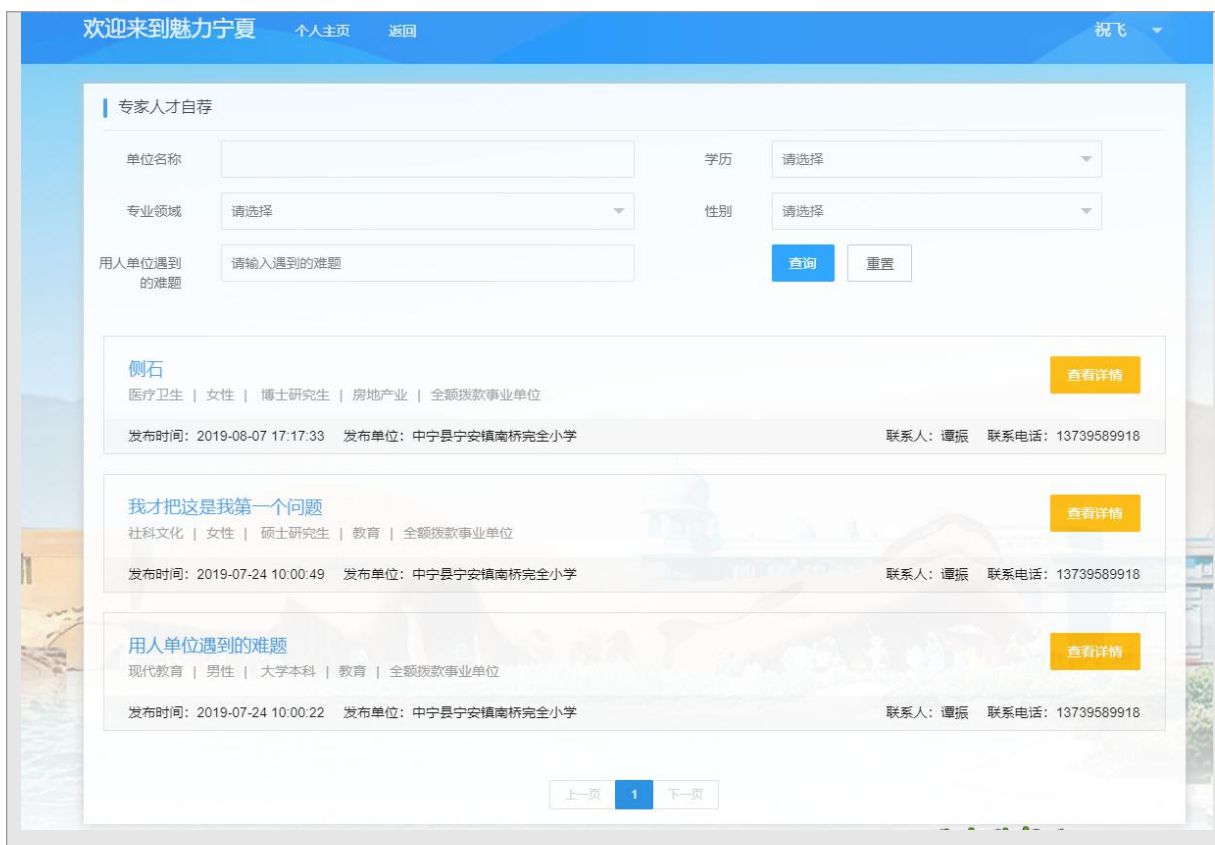 欢迎来到魅力宁夏 个人主页 返回 祝飞
专家人才自荐
单位名称 学历 请选择
专业领域 请选择 性别 请选择
用人单位遇到的难题 请输入遇到的难题 查询 重置
侧石 查看详情
医疗卫生 | 女性 | 博士研究生 | 房地产业 | 全额拨款事业单位
发布时间：2019-08-07 17:17:33 发布单位：中宁县宁安镇南桥完全小学 联系人：谭振 联系电话：13739589918
我才把这是我第一个问题 查看详情
社科文化 | 女性 | 硕士研究生 | 教育 | 全额拨款事业单位
发布时间：2019-07-24 10:00:49 发布单位：中宁县宁安镇南桥完全小学 联系人：谭振 联系电话：13739589918
用人单位遇到的难题 查看详情
现代教育 | 男性 | 大学本科 | 教育 | 全额拨款事业单位
发布时间：2019-07-24 10:00:22 发布单位：中宁县宁安镇南桥完全小学 联系人：谭振 联系电话：13739589918
上一页 1 下一页